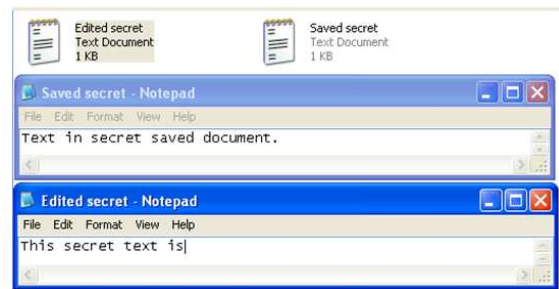 Edited secret
Text Document
1 KB
Saved secret
Text Document
1 KB
Saved secret - Notepad
File Edit Format View Help
Text in secret saved document.
Edited secret - Notepad
File Edit Format View Help
This secret text is